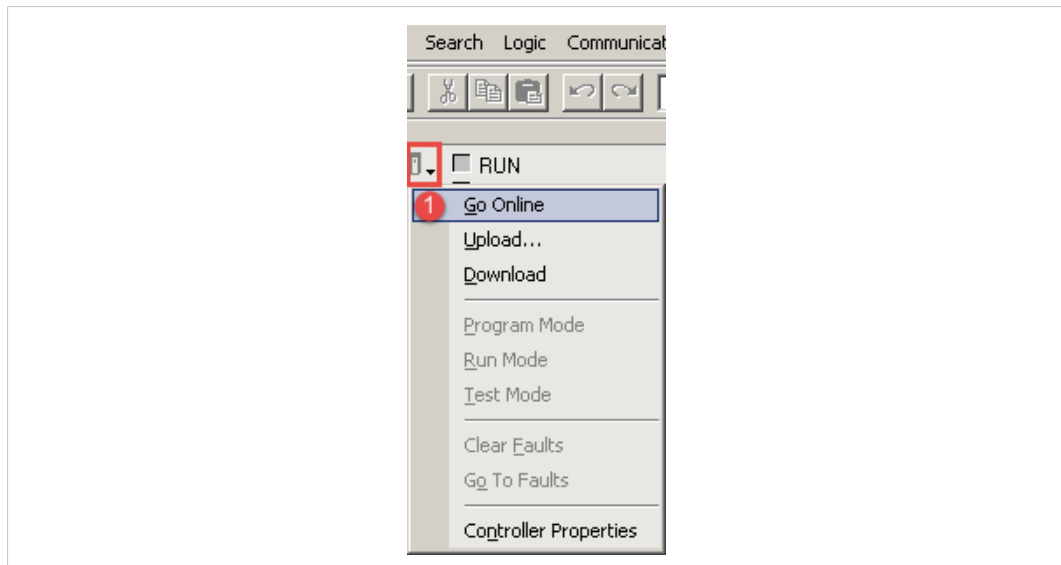 Search Logic Communicat
RUN
1 Go Online
Upload...
Download
Program Mode
Run Mode
Test Mode
Clear Faults
Go To Faults
Controller Properties